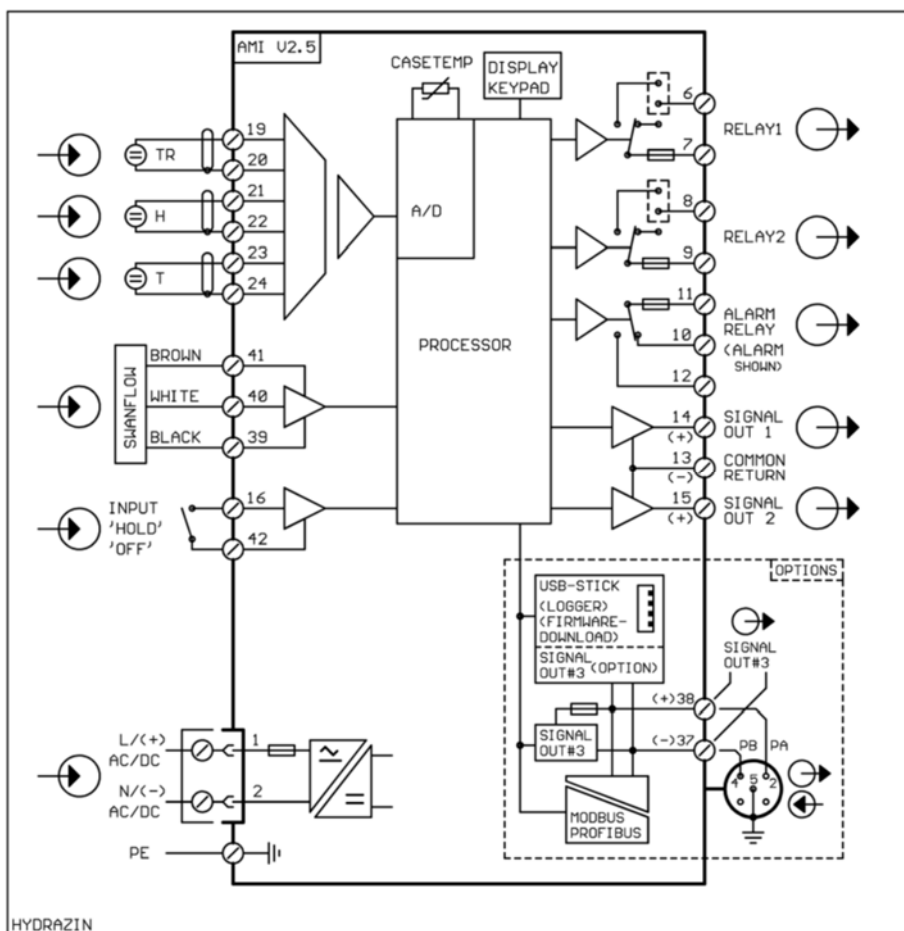 AMI V2.5
CASETEMP
DISPLAY
KEYPAD
A/D
PROCESSOR
TR
19
20
H
21
22
T
23
24
SWANFLOW
BROWN
41
WHITE
40
BLACK
39
INPUT
'HOLD'
'OFF'
16
42
L/(+)
AC/DC
1
N/(-)
AC/DC
2
PE
6
RELAY1
7
8
RELAY2
9
11
ALARM
RELAY
10
(ALARM
SHOWN)
12
14
(+)
SIGNAL
OUT 1
13
(-)
COMMON
RETURN
15
(+)
SIGNAL
OUT 2
OPTIONS
USB-STICK
(LOGGER)
(FIRMWARE-
DOWNLOAD)
SIGNAL
OUT#3 (OPTION)
SIGNAL
OUT#3
(+)38
SIGNAL
OUT#3
(-)37
PB PA
4 5 2
MODBUS
PROFIBUS
HYDRAZIN